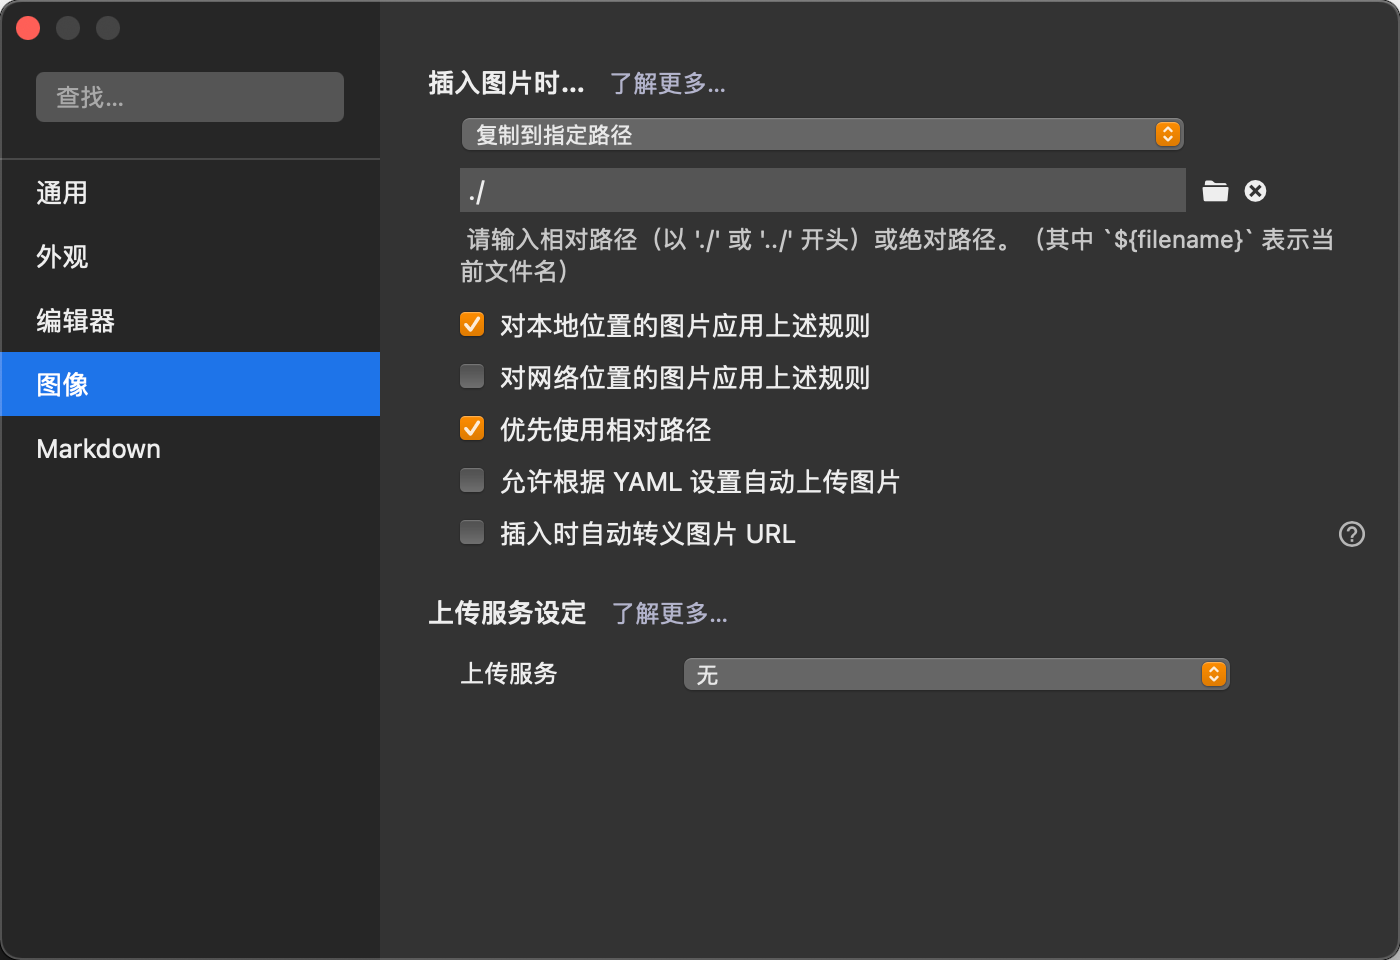 查找...
通用
外观
编辑器
图像
Markdown
插入图片时... 了解更多...
复制到指定路径
./
请输入相对路径（以 './' 或 '../' 开头）或绝对路径。（其中 `${filename}` 表示当
前文件名）
对本地位置的图片应用上述规则
对网络位置的图片应用上述规则
优先使用相对路径
允许根据 YAML 设置自动上传图片
插入时自动转义图片 URL
上传服务设定 了解更多...
上传服务 无